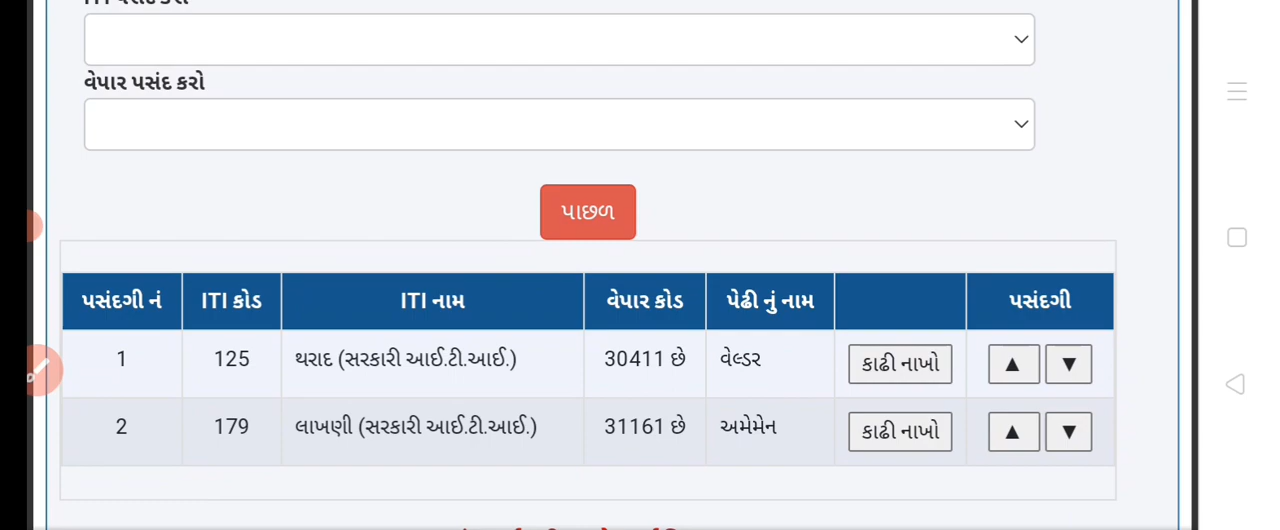 વેપાર પસંદ કરો
પાછળ
પસંદગી નં ITI કોડ ITI નામ વેપાર કોડ પેઢી નું નામ પસંદગી
1 125 થરાદ (સરકારી આઈ.ટી.આઈ.) 30411 છે વેલ્ડર કાઢી નાખો ▲ ▼
2 179 લાખણી (સરકારી આઈ.ટી.આઈ.) 31161 છે અમેમેન કાઢી નાખો ▲ ▼